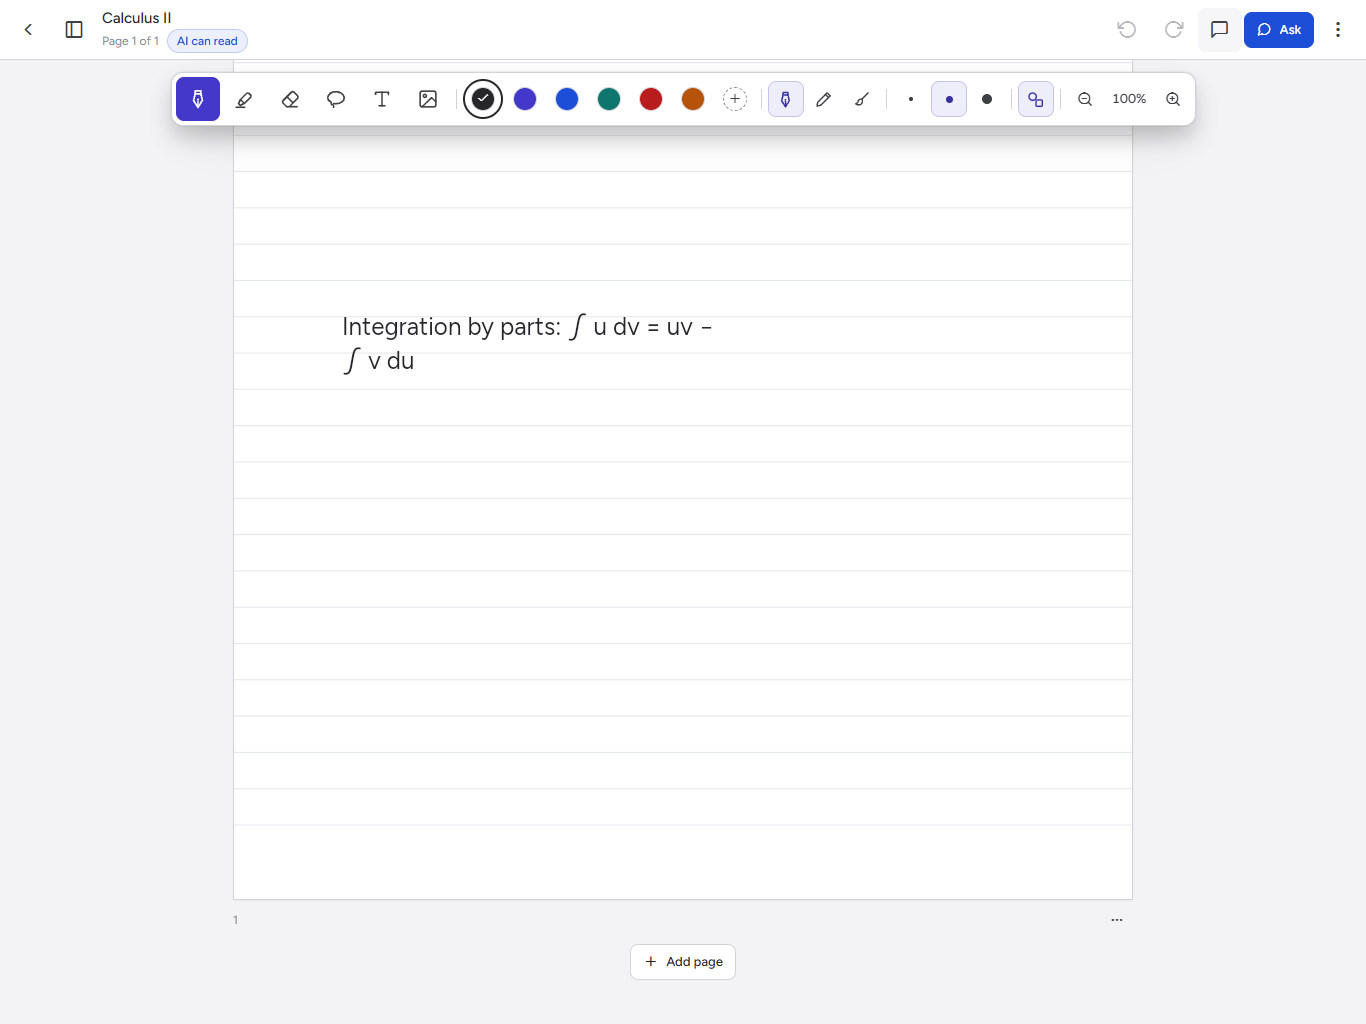 Calculus II
Page 1 of 1 AI can read
Ask
100%
Integration by parts: ∫ u dv = uv −
∫ v du
1
Add page